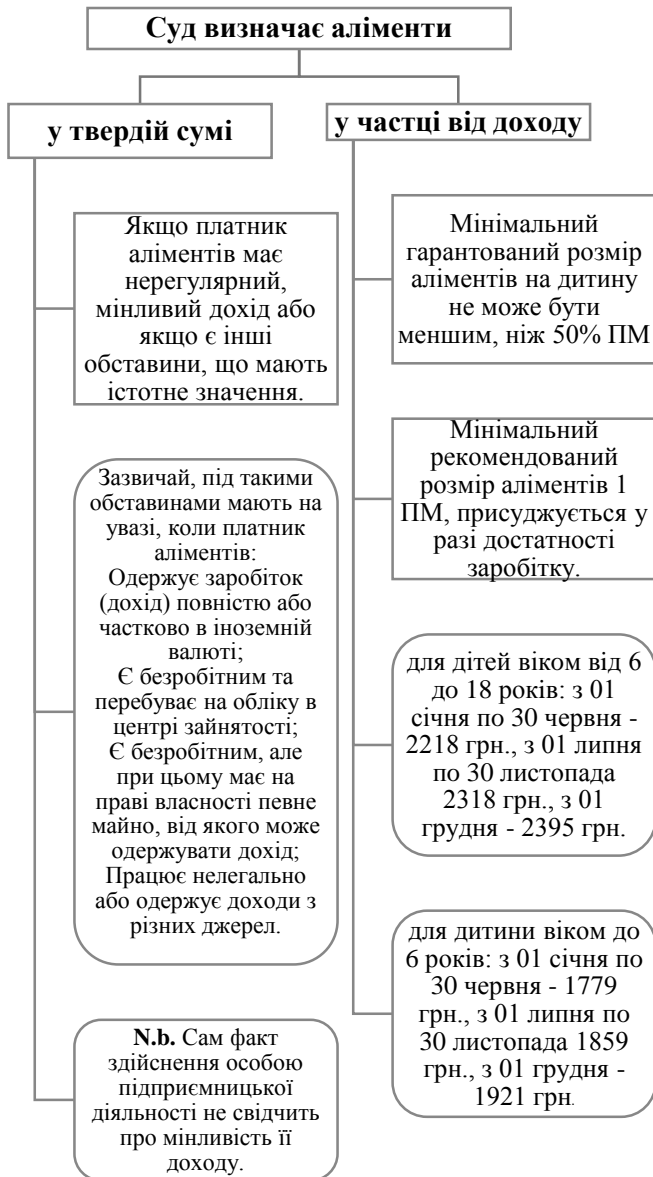 Суд визначає аліменти
у твердій сумі
Якщо платник
аліментів має
нерегулярний,
мінливий дохід або
якщо є інші
обставини, що мають
істотне значення.
Зазвичай, під такими
обставинами мають на
увазі, коли платник
аліментів:
Одержує заробіток
(дохід) повністю або
частково в іноземній
валюті;
Є безробітним та
перебуває на обліку в
центрі зайнятості;
Є безробітним, але
при цьому має на
праві власності певне
майно, від якого може
одержувати дохід;
Працює нелегально
або одержує доходи з
різних джерел.
N.b. Сам факт
здійснення особою
підприємницької
діяльності не свідчить
про мінливість її
доходу.
у частці від доходу
Мінімальний
гарантований розмір
аліментів на дитину
не може бути
меншим, ніж 50% ПМ
Мінімальний
рекомендований
розмір аліментів 1
ПМ, присуджується у
разі достатності
заробітку.
для дітей віком від 6
до 18 років: з 01
січня по 30 червня -
2218 грн., з 01 липня
по 30 листопада
2318 грн., з 01
грудня - 2395 грн.
для дитини віком до
6 років: з 01 січня по
30 червня - 1779
грн., з 01 липня по
30 листопада 1859
грн., з 01 грудня -
1921 грн.